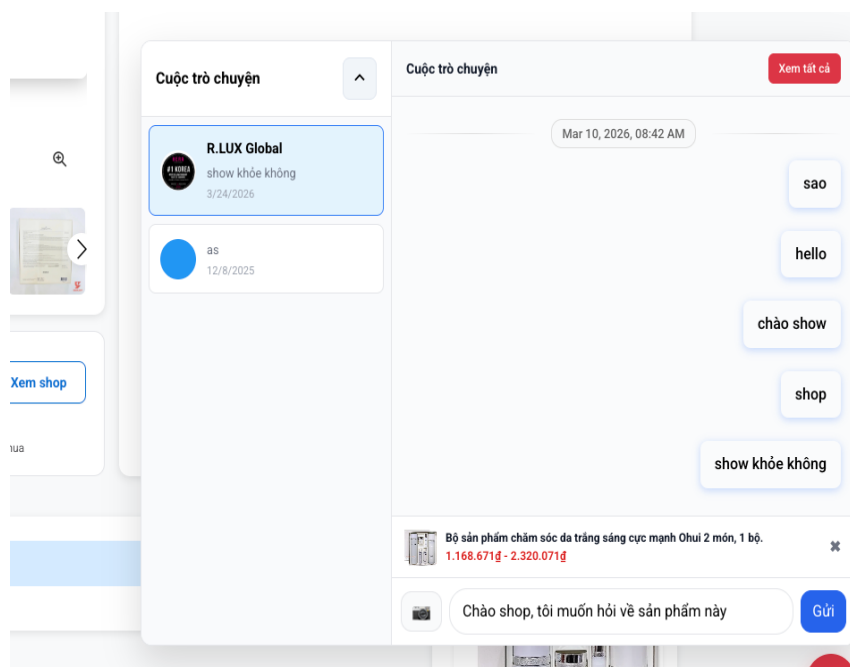 Cuộc trò chuyện
R.LUX Global
show khỏe không
3/24/2026
as
12/8/2025
Cuộc trò chuyện
Xem tất cả
Mar 10, 2026, 08:42 AM
sao
hello
chào show
shop
show khỏe không
Bộ sản phẩm chăm sóc da trắng sáng cực mạnh Ohui 2 món, 1 bộ.
1.168.671₫ - 2.320.071₫
Chào shop, tôi muốn hỏi về sản phẩm này
Gửi
#1 KOREA
Xem shop